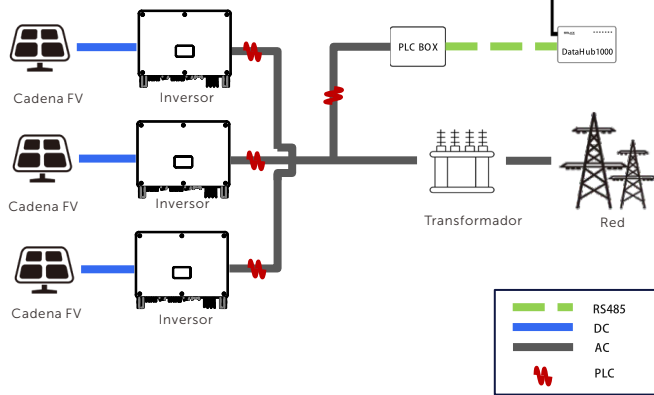 PLC BOX
DataHub1000
Cadena FV
Inversor
Cadena FV
Inversor
Transformador
Red
Cadena FV
Inversor
RS485
DC
AC
PLC